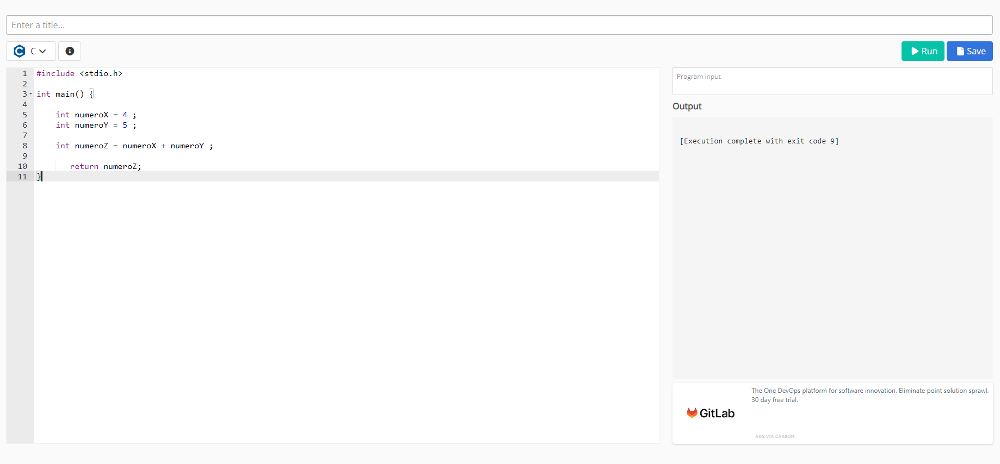 Enter a title...
C
Run
Save
1 #include <stdio.h>
2
3 int main() {
4
5 int numeroX = 4 ;
6 int numeroY = 5 ;
7
8 int numeroZ = numeroX + numeroY ;
9
10 return numeroZ;
11 }
Program input
Output
[Execution complete with exit code 9]
The One DevOps platform for software innovation. Eliminate point solution sprawl.
30 day free trial.
GitLab
ADS VIA CARBON